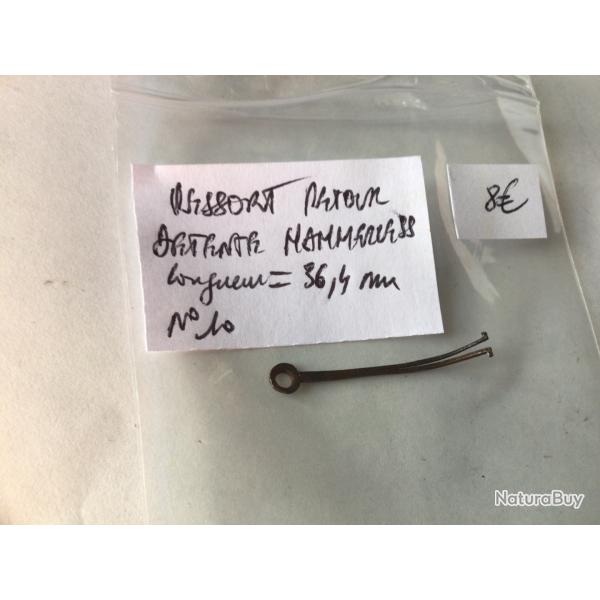 RESSORT RETOUR
DETENTE HAMMERLESS
longueur = 36,4 mm
N° 10
8€
NaturaBuy